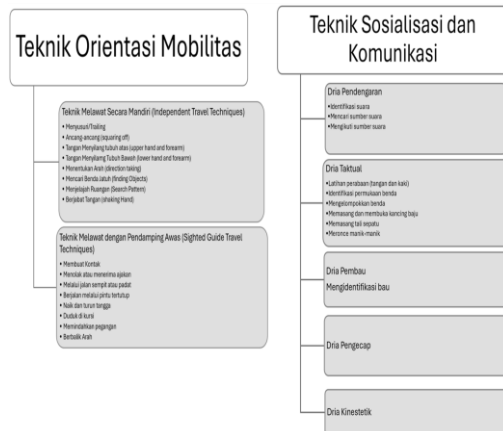 Teknik Orientasi Mobilitas
Teknik Melawat Secara Mandiri (Independent Travel Techniques)
• Menyusuri/Trailing
• Ancang-ancang (squaring off)
• Tangan Menyilang tubuh atas (upper hand and forearm)
• Tangan Menyilamg Tubuh Bawah (lower hand and forearm)
• Menentukan Arah (direction taking)
• Mencari Benda Jatuh (finding Objects)
• Menjelajah Ruangan (Search Pattern)
• Berjabat Tangan (shaking Hand)
Teknik Melawat dengan Pendamping Awas (Sighted Guide Travel
Techniques)
• Membuat Kontak
• Menolak atau menerima ajakan
• Melalui jalan sempit atau padat
• Berjalan melalui pintu tertutup
• Naik dan turun tangga
• Duduk di kursi
• Memindahkan pegangan
• Berbalik Arah
Teknik Sosialisasi dan
Komunikasi
Dria Pendengaran
• Identifikasi suara
• Mencari sumber suara
• Mengikuti sumber suara
Dria Taktual
• Latihan perabaan (tangan dan kaki)
• Identifikasi permukaan benda
• Mengelompokkan benda
• Memasang dan membuka kancing baju
• Memasang tali sepatu
• Meronce manik-manik
Dria Pembau
Mengidentifikasi bau
Dria Pengecap
Dria Kinestetik